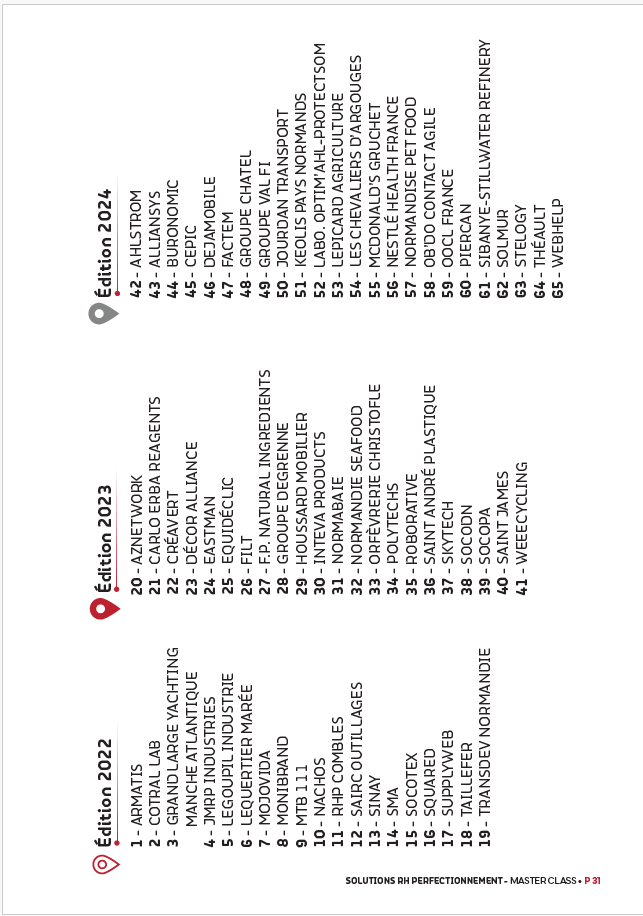 Édition 2022
1 - ARMATIS
2 - COTRAL LAB
3 - GRAND LARGE YACHTING
MANCHE ATLANTIQUE
4 - JMRP INDUSTRIES
5 - LEGOUPIL INDUSTRIE
6 - LEQUERTIER MARÉE
7 - MOJOVIDA
8 - MONIBRAND
9 - MTB 111
10 - NACHOS
11 - RHP COMBLES
12 - SAIRC OUTILLAGES
13 - SINAY
14 - SMA
15 - SOCOTEX
16 - SQUARED
17 - SUPPLYWEB
18 - TAILLEFER
19 - TRANSDEV NORMANDIE
Édition 2023
20 - AZNETWORK
21 - CARLO ERBA REAGENTS
22 - CRÉAVERT
23 - DÉCOR ALLIANCE
24 - EASTMAN
25 - EQUIDÉCLIC
26 - FILT
27 - F.P. NATURAL INGREDIENTS
28 - GROUPE DEGRENNE
29 - HOUSSARD MOBILIER
30 - INTEVA PRODUCTS
31 - NORMABAIE
32 - NORMANDIE SEAFOOD
33 - ORFÈVRERIE CHRISTOFLE
34 - POLYTECHS
35 - ROBORATIVE
36 - SAINT ANDRÉ PLASTIQUE
37 - SKYTECH
38 - SOCODN
39 - SOCOPA
40 - SAINT JAMES
41 - WEEECYCLING
Édition 2024
42 - AHLSTROM
43 - ALLIANSYS
44 - BURONOMIC
45 - CEPIC
46 - DEJAMOBILE
47 - FACTEM
48 - GROUPE CHATEL
49 - GROUPE VAL FI
50 - JOURDAN TRANSPORT
51 - KEOLIS PAYS NORMANDS
52 - LABO. OPTIM'AHL-PROTECTSOM
53 - LEPICARD AGRICULTURE
54 - LES CHEVALIERS D'ARGOUGES
55 - MCDONALD'S GRUCHET
56 - NESTLÉ HEALTH FRANCE
57 - NORMANDISE PET FOOD
58 - OB'DO CONTACT AGILE
59 - OOCL FRANCE
60 - PIERCAN
61 - SIBANYE-STILLWATER REFINERY
62 - SOLMUR
63 - STELOGY
64 - THÉAULT
65 - WEBHELP
SOLUTIONS RH PERFECTIONNEMENT - MASTER CLASS • P 31